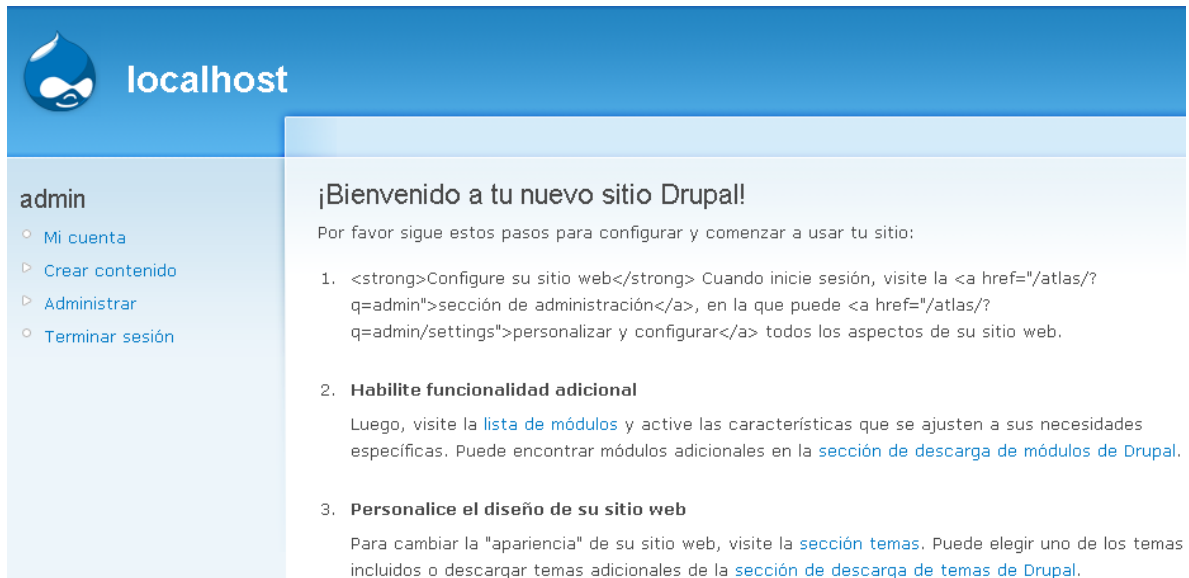 localhost
admin
Mi cuenta
Crear contenido
Administrar
Terminar sesión
¡Bienvenido a tu nuevo sitio Drupal!
Por favor sigue estos pasos para configurar y comenzar a usar tu sitio:
1. <strong>Configure su sitio web</strong> Cuando inicie sesión, visite la <a href="/atlas/?
q=admin">sección de administración</a>, en la que puede <a href="/atlas/?
q=admin/settings">personalizar y configurar</a> todos los aspectos de su sitio web.
2. Habilite funcionalidad adicional
Luego, visite la lista de módulos y active las características que se ajusten a sus necesidades
específicas. Puede encontrar módulos adicionales en la sección de descarga de módulos de Drupal.
3. Personalice el diseño de su sitio web
Para cambiar la "apariencia" de su sitio web, visite la sección temas. Puede elegir uno de los temas
incluidos o descargar temas adicionales de la sección de descarga de temas de Drupal.